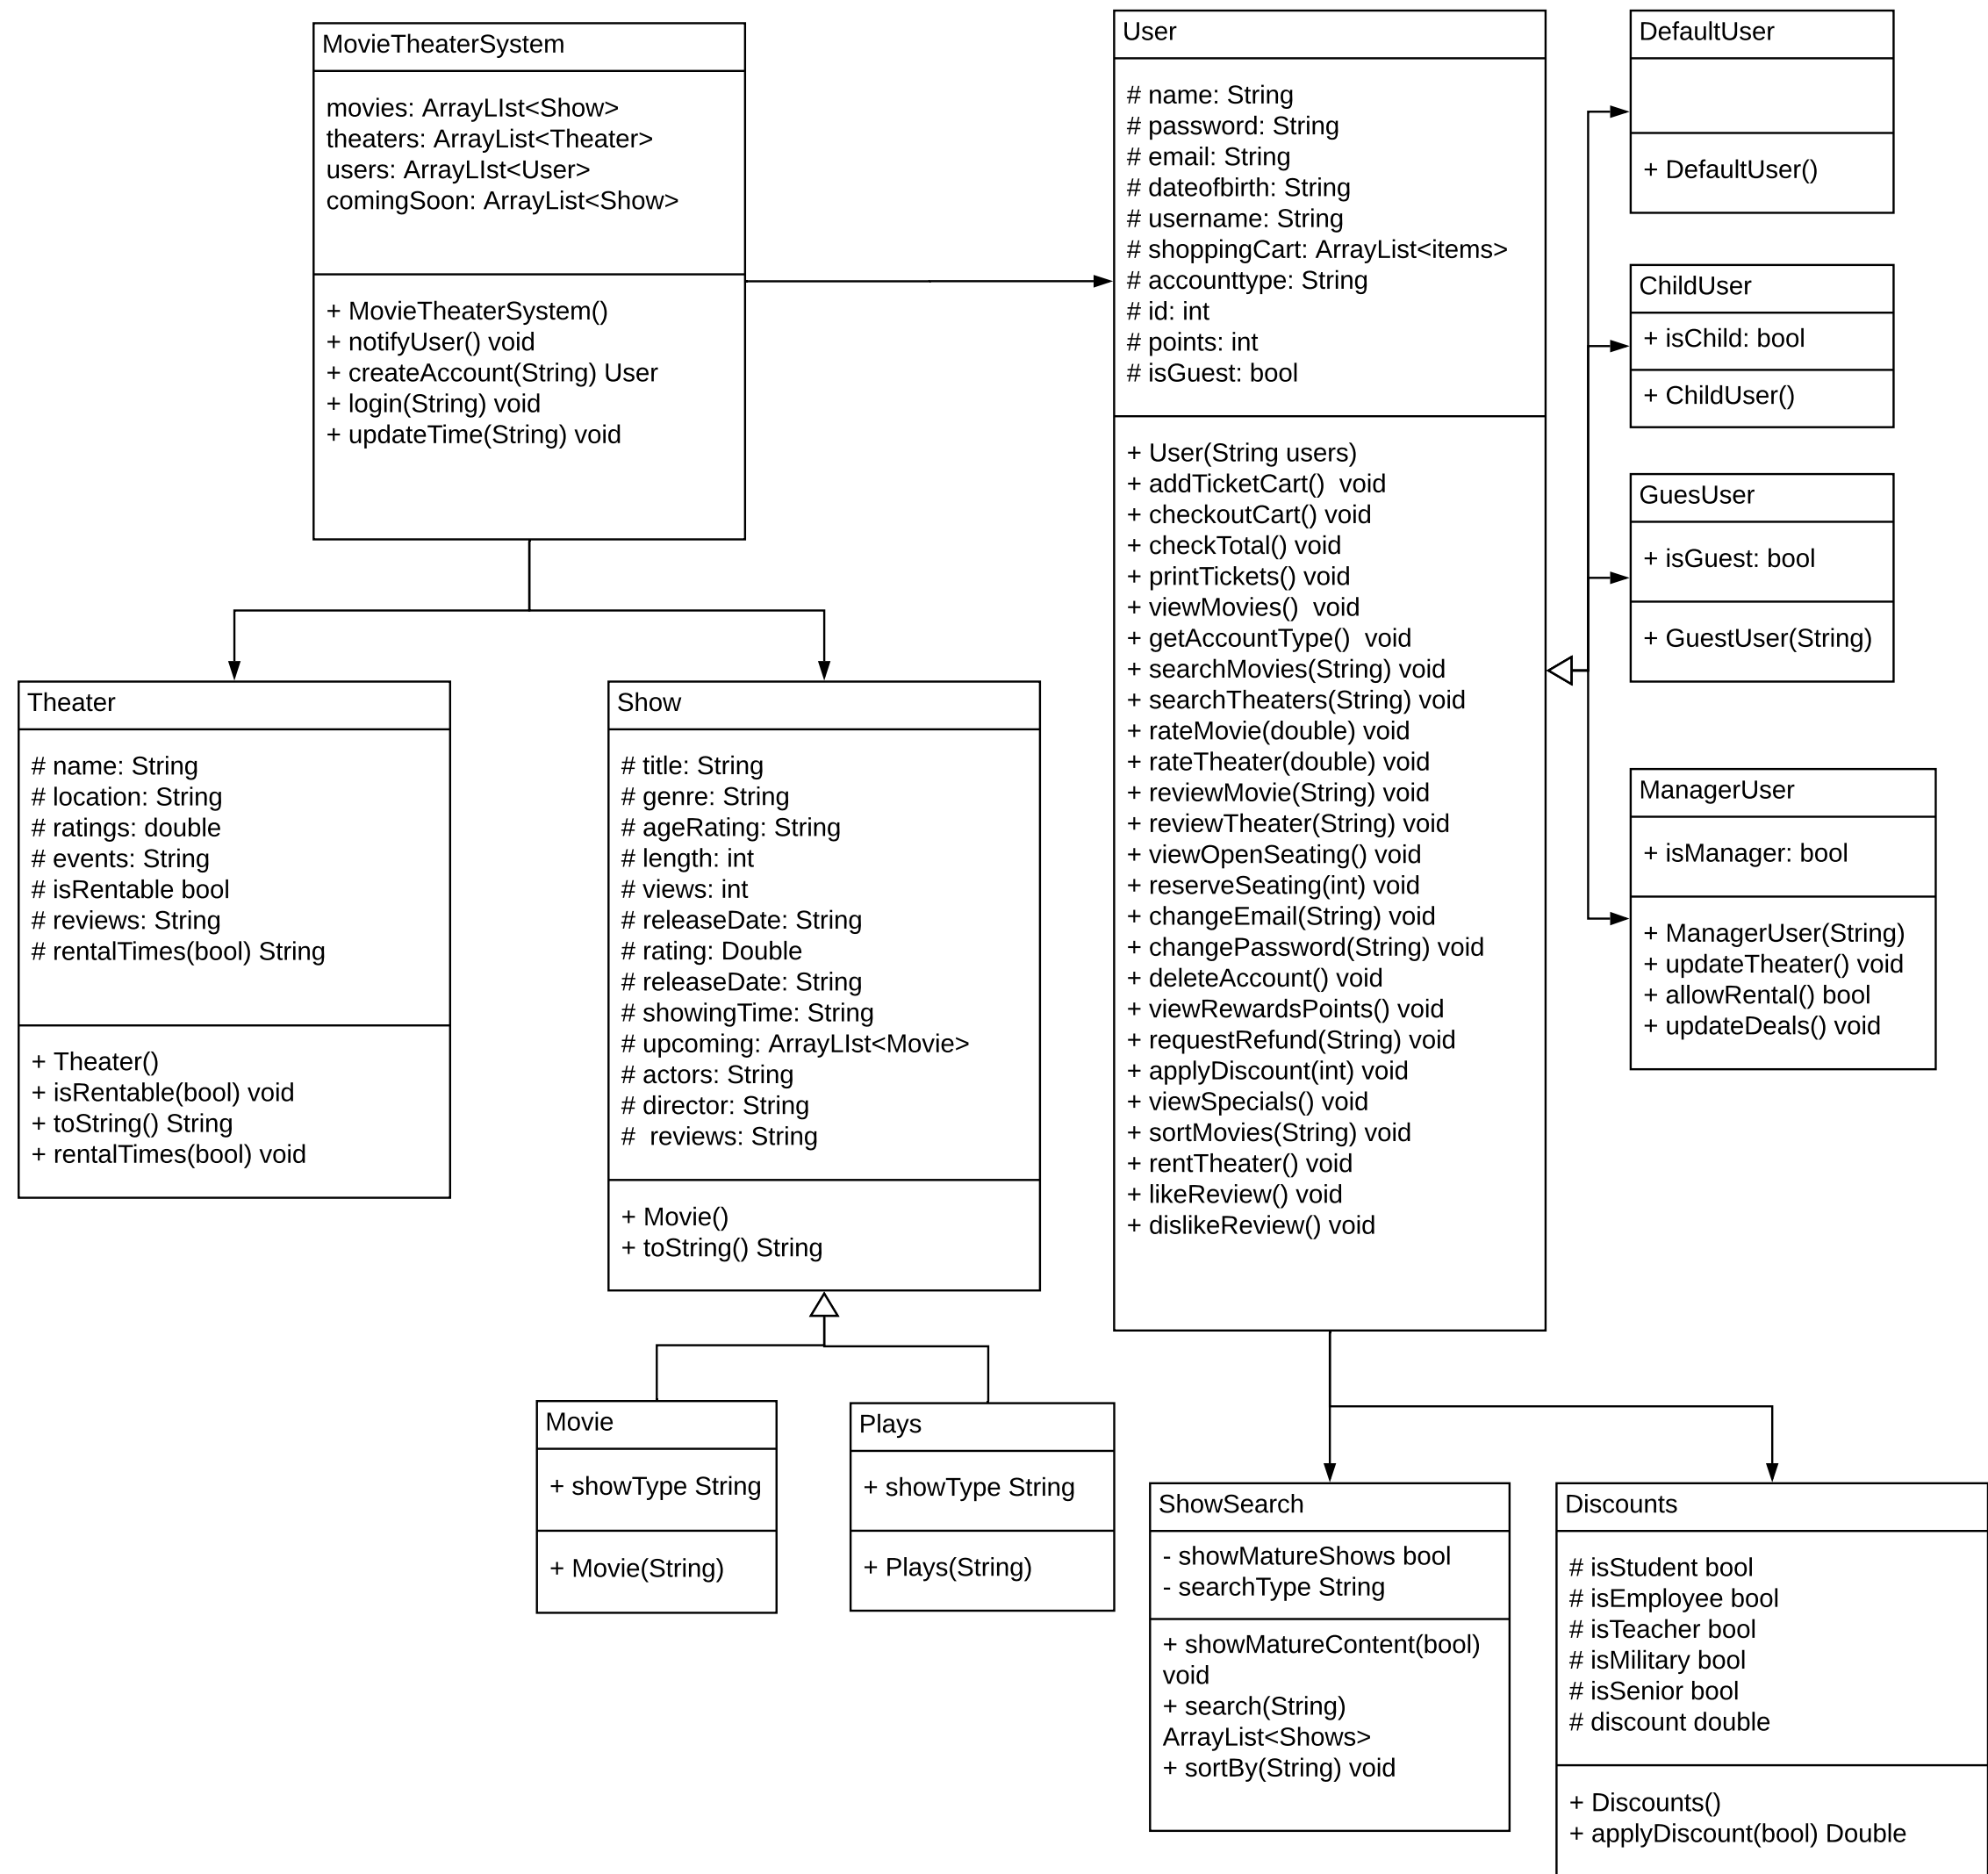 MovieTheaterSystem
movies: ArrayLIst<Show>
theaters: ArrayList<Theater>
users: ArrayLIst<User>
comingSoon: ArrayList<Show>
+ MovieTheaterSystem()
+ notifyUser() void
+ createAccount(String) User
+ login(String) void
+ updateTime(String) void
User
# name: String
# password: String
# email: String
# dateofbirth: String
# username: String
# shoppingCart: ArrayList<items>
# accounttype: String
# id: int
# points: int
# isGuest: bool
+ User(String users)
+ addTicketCart()  void
+ checkoutCart() void
+ checkTotal() void
+ printTickets() void
+ viewMovies()  void
+ getAccountType()  void
+ searchMovies(String) void
+ searchTheaters(String) void
+ rateMovie(double) void
+ rateTheater(double) void
+ reviewMovie(String) void
+ reviewTheater(String) void
+ viewOpenSeating() void
+ reserveSeating(int) void
+ changeEmail(String) void
+ changePassword(String) void
+ deleteAccount() void
+ viewRewardsPoints() void
+ requestRefund(String) void
+ applyDiscount(int) void
+ viewSpecials() void
+ sortMovies(String) void
+ rentTheater() void
+ likeReview() void
+ dislikeReview() void
DefaultUser
+ DefaultUser()
ChildUser
+ isChild: bool
+ ChildUser()
GuesUser
+ isGuest: bool
+ GuestUser(String)
ManagerUser
+ isManager: bool
+ ManagerUser(String)
+ updateTheater() void
+ allowRental() bool
+ updateDeals() void
Theater
# name: String
# location: String
# ratings: double
# events: String
# isRentable bool
# reviews: String
# rentalTimes(bool) String
+ Theater()
+ isRentable(bool) void
+ toString() String
+ rentalTimes(bool) void
Show
# title: String
# genre: String
# ageRating: String
# length: int
# views: int
# releaseDate: String
# rating: Double
# releaseDate: String
# showingTime: String
# upcoming: ArrayLIst<Movie>
# actors: String
# director: String
#  reviews: String
+ Movie()
+ toString() String
Movie
+ showType String
+ Movie(String)
Plays
+ showType String
+ Plays(String)
ShowSearch
- showMatureShows bool
- searchType String
+ showMatureContent(bool)
void
+ search(String)
ArrayList<Shows>
+ sortBy(String) void
Discounts
# isStudent bool
# isEmployee bool
# isTeacher bool
# isMilitary bool
# isSenior bool
# discount double
+ Discounts()
+ applyDiscount(bool) Double